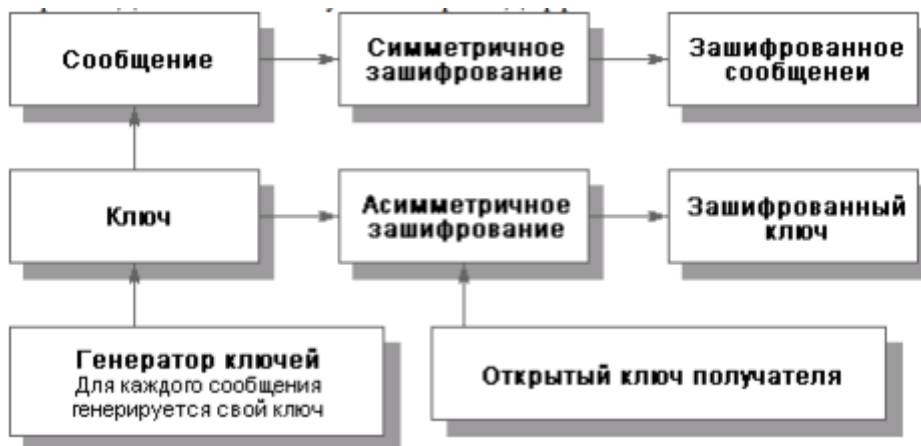 Сообщение
Симметричное
зашифрование
Зашифрованное
сообщенеи
Ключ
Асимметричное
зашифрование
Зашифрованный
ключ
Генератор ключей
Для каждого сообщения
генерируется свой ключ
Открытый ключ получателя